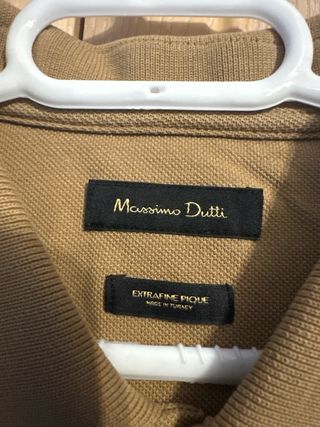 Massimo Dutti
EXTRAFINE PIQUE
MADE IN TURKEY